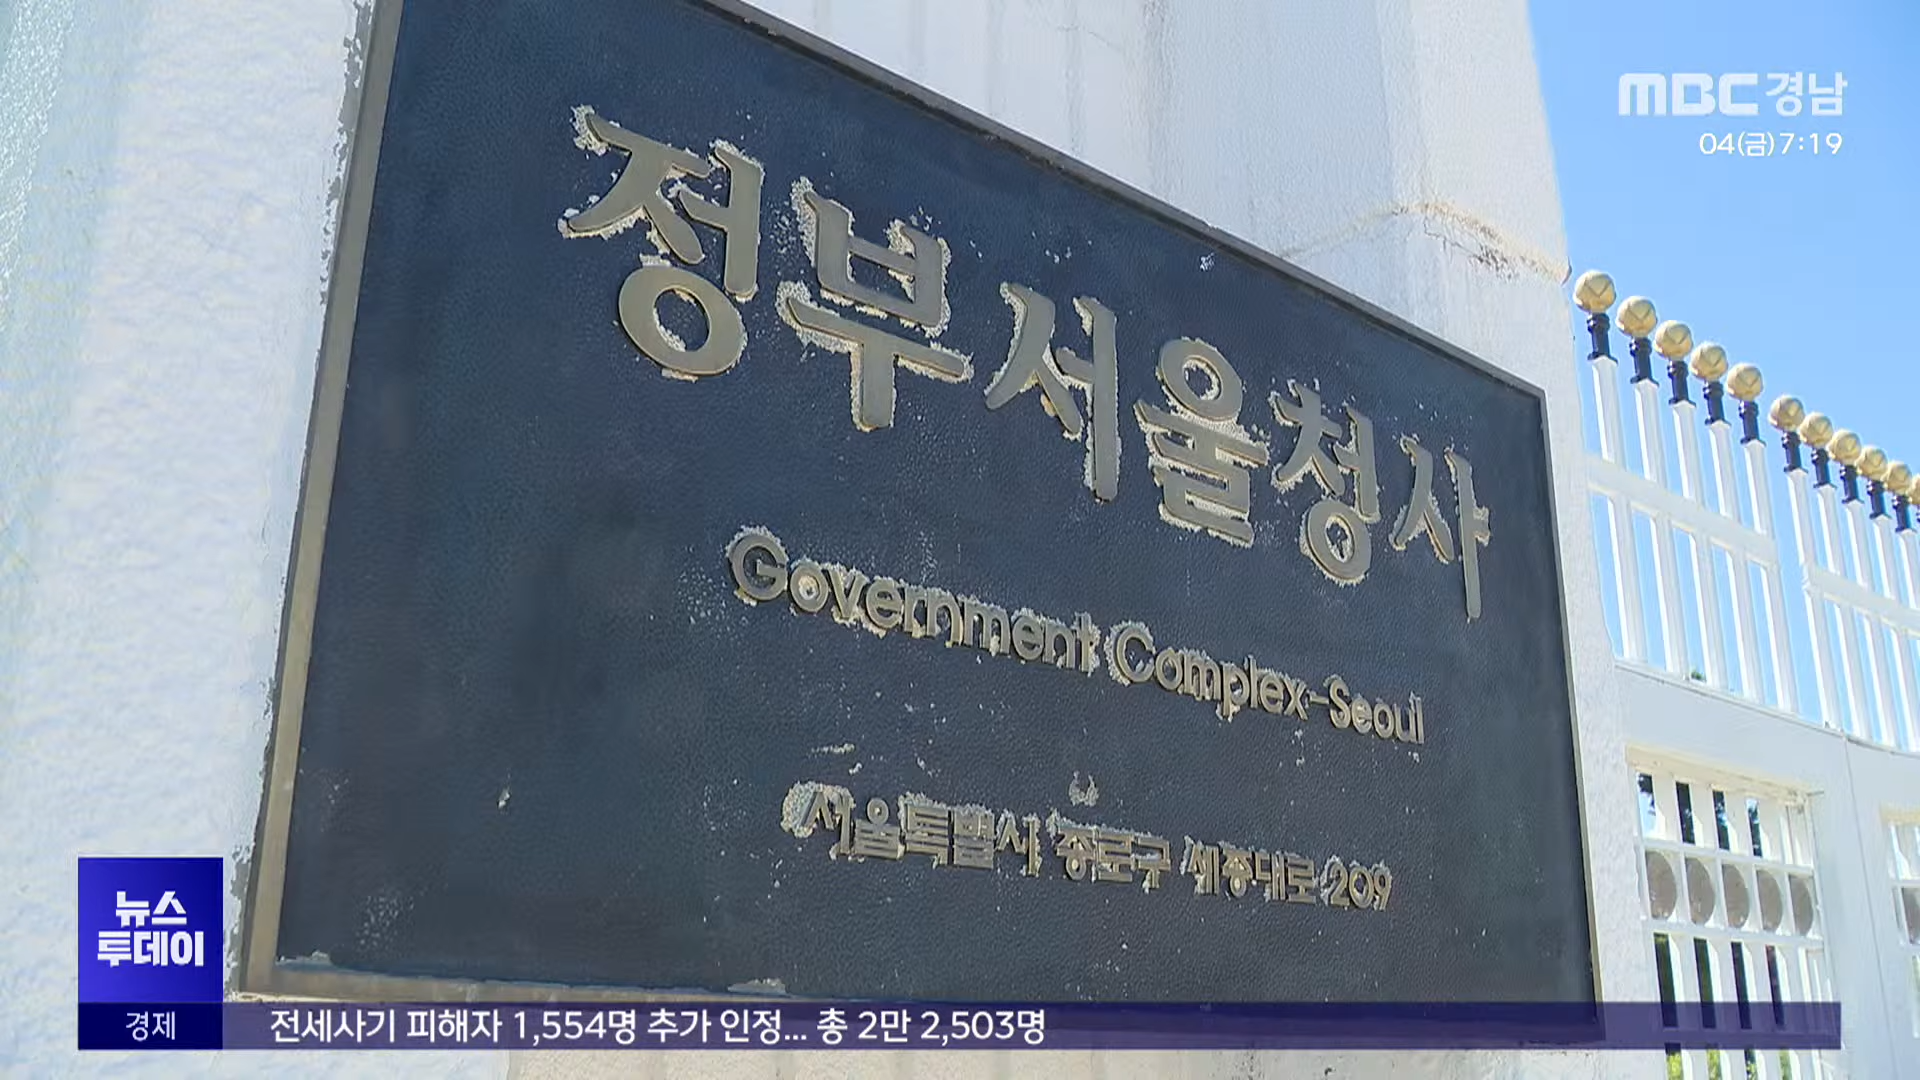 MBC경남
04(금)7:19
정부서울청사
Government Complex-Seoul
서울특별시 종로구 세종대로 209
뉴스
투데이
경제
전세사기 피해자 1,554명 추가 인정... 총 2만 2,503명